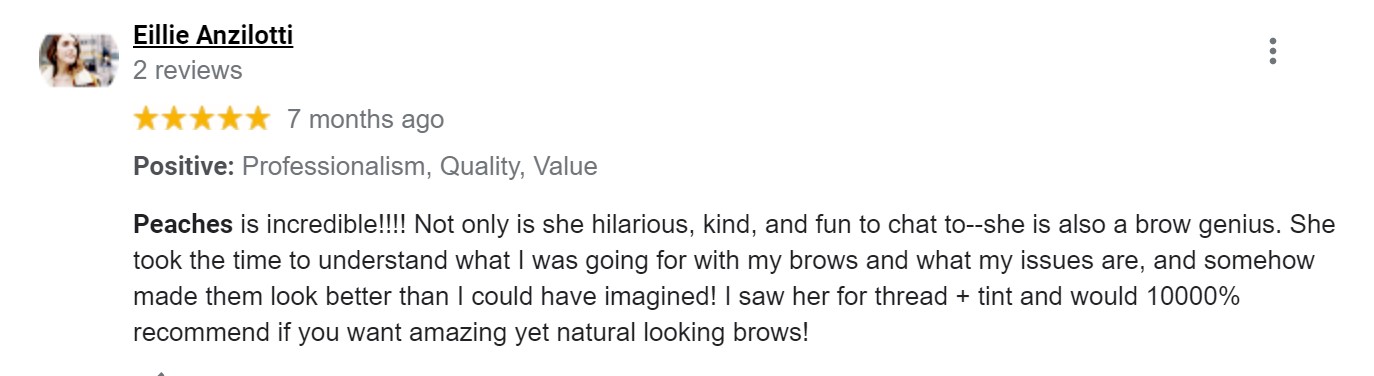 Eillie Anzilotti
2 reviews
7 months ago
Positive: Professionalism, Quality, Value
Peaches is incredible!!!! Not only is she hilarious, kind, and fun to chat to--she is also a brow genius. She
took the time to understand what I was going for with my brows and what my issues are, and somehow
made them look better than I could have imagined! I saw her for thread + tint and would 10000%
recommend if you want amazing yet natural looking brows!